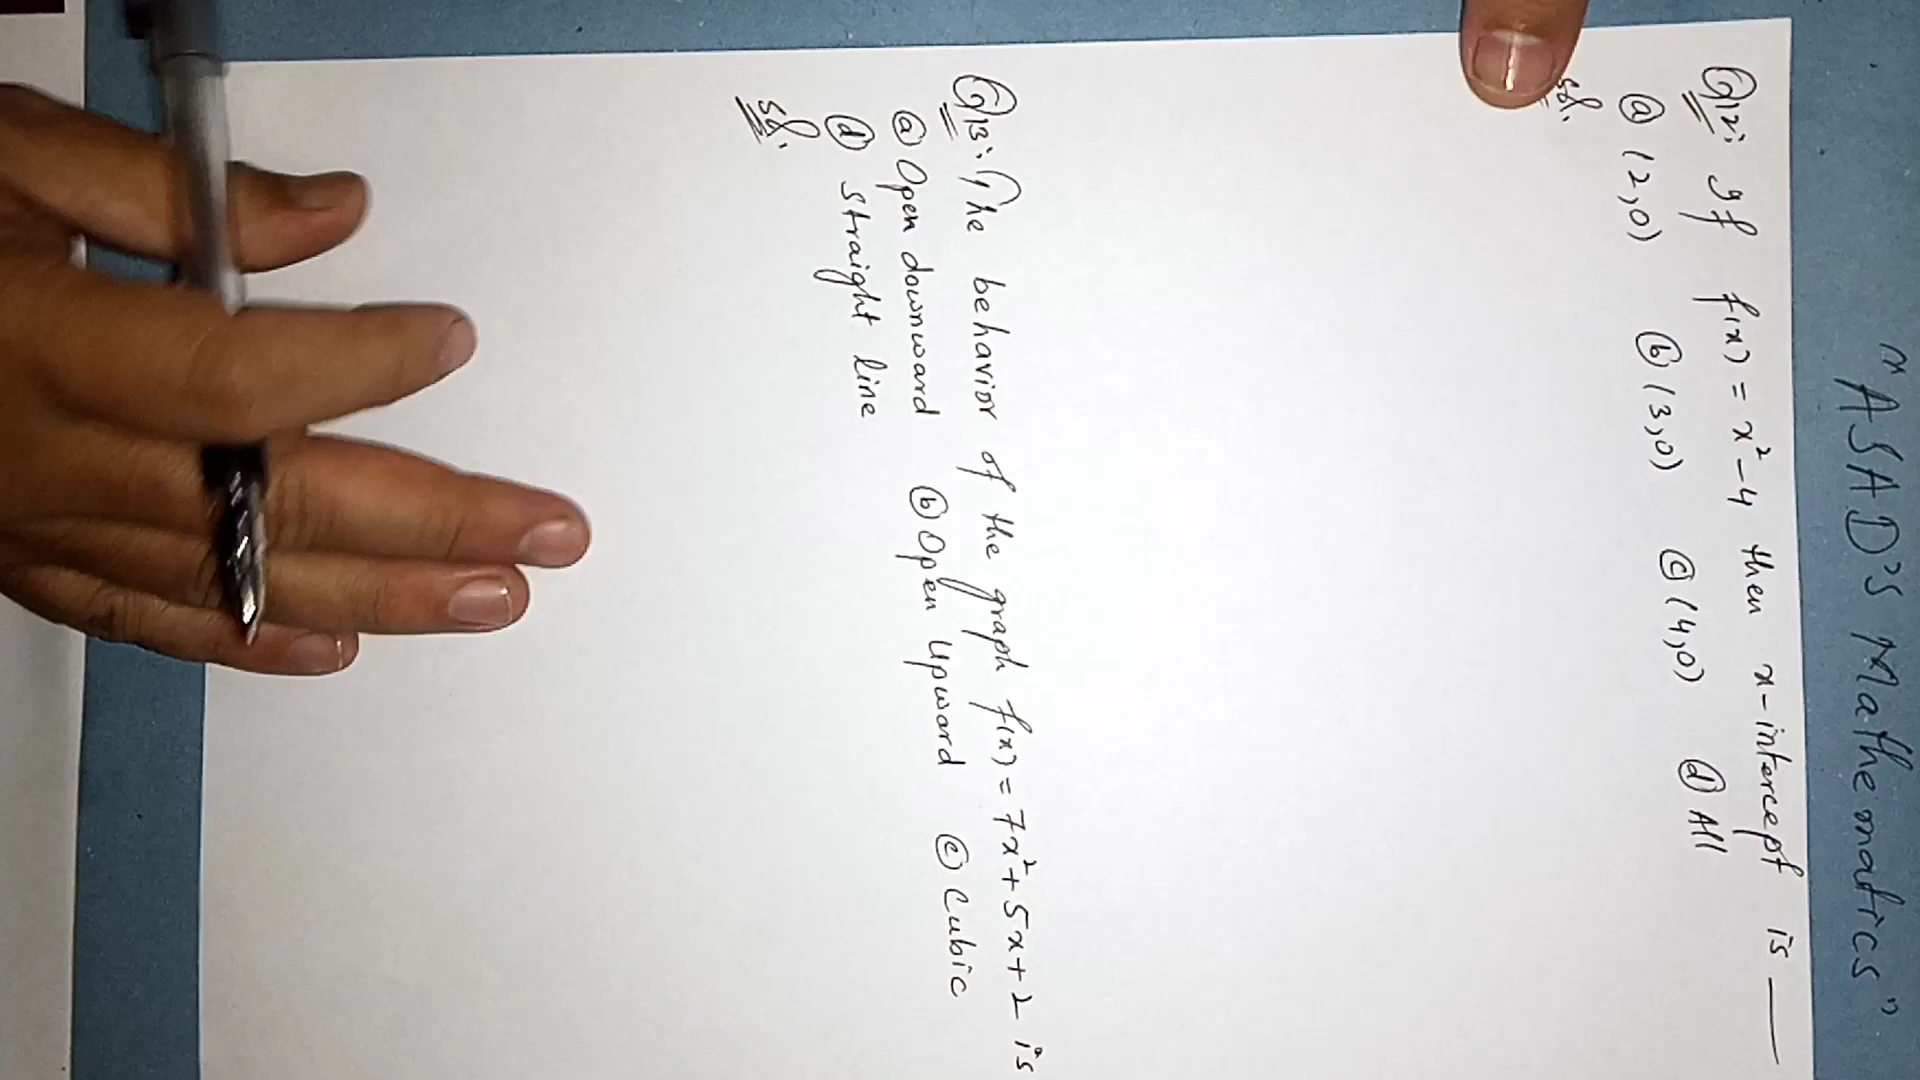 "ASAD's Mathematics"
Q12: If f(x) = x² - 4 then x-intercept is ___
(a) (2,0) (b) (3,0) (c) (4,0) (d) All
Sol.
Q13: The behavior of the graph f(x) = 7x² + 5x + 2 is
(a) Open downward (b) Open upward (c) Cubic
(d) straight line
Sol.